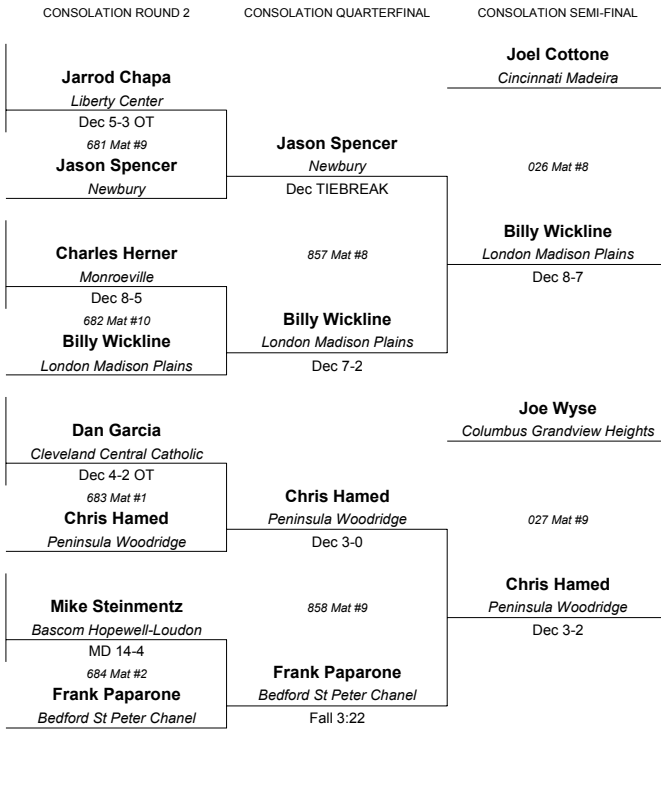 CONSOLATION ROUND 2
CONSOLATION QUARTERFINAL
CONSOLATION SEMI-FINAL
Jarrod Chapa
Liberty Center
Dec 5-3 OT
681 Mat #9
Jason Spencer
Newbury
Charles Herner
Monroeville
Dec 8-5
682 Mat #10
Billy Wickline
London Madison Plains
Dan Garcia
Cleveland Central Catholic
Dec 4-2 OT
683 Mat #1
Chris Hamed
Peninsula Woodridge
Mike Steinmentz
Bascom Hopewell-Loudon
MD 14-4
684 Mat #2
Frank Paparone
Bedford St Peter Chanel
Jason Spencer
Newbury
Dec TIEBREAK
857 Mat #8
Billy Wickline
London Madison Plains
Dec 7-2
Chris Hamed
Peninsula Woodridge
Dec 3-0
858 Mat #9
Frank Paparone
Bedford St Peter Chanel
Fall 3:22
Joel Cottone
Cincinnati Madeira
026 Mat #8
Billy Wickline
London Madison Plains
Dec 8-7
Joe Wyse
Columbus Grandview Heights
027 Mat #9
Chris Hamed
Peninsula Woodridge
Dec 3-2